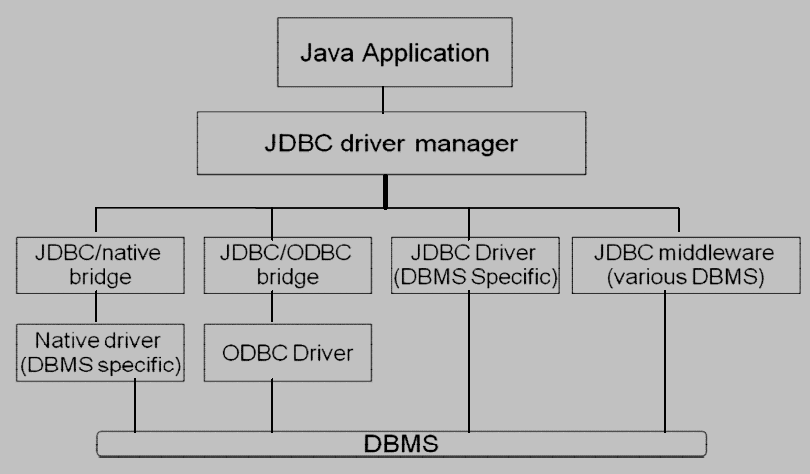 Java Application
JDBC driver manager
JDBC/native
bridge
JDBC/ODBC
bridge
JDBC Driver
(DBMS Specific)
JDBC middleware
(various DBMS)
Native driver
(DBMS specific)
ODBC Driver
DBMS